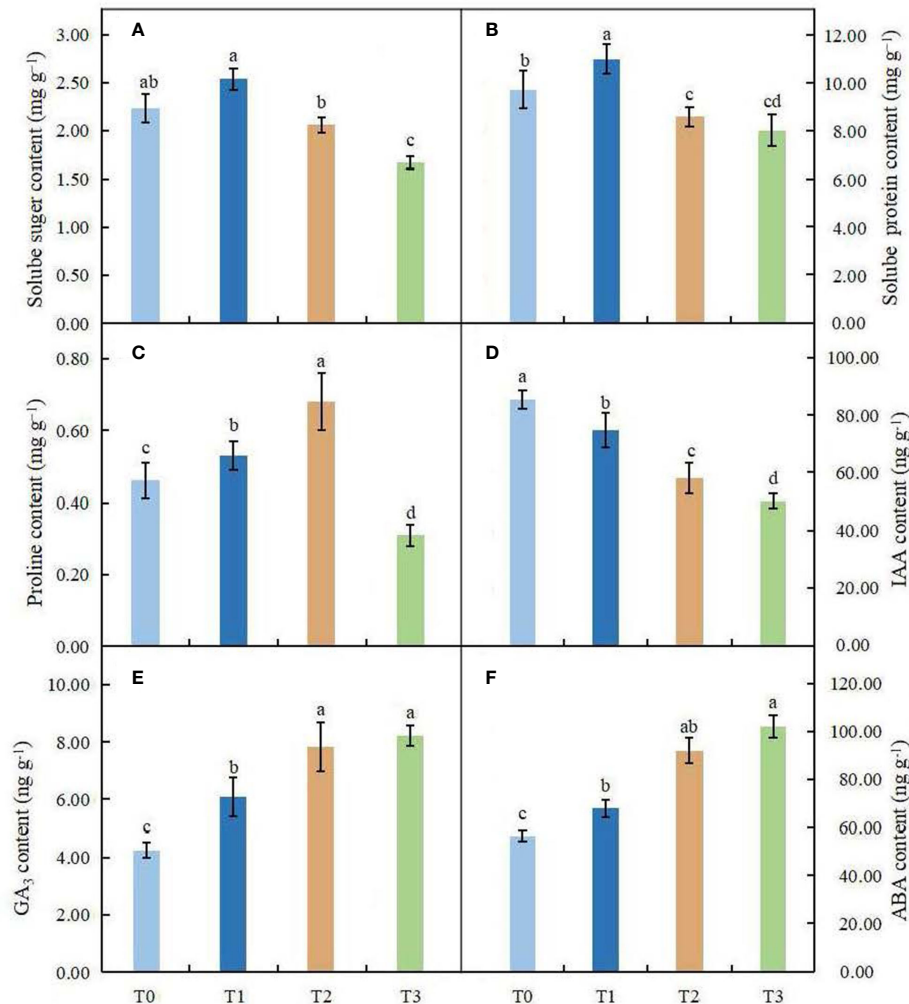 A
3.00
2.50
2.00
1.50
1.00
0.50
0.00
Solube suger content (mg g⁻¹)
ab
a
b
c
B
b
a
c
cd
12.00
10.00
8.00
6.00
4.00
2.00
0.00
Solube protein content (mg g⁻¹)
C
0.80
0.60
0.40
0.20
0.00
Proline content (mg g⁻¹)
c
b
a
d
D
a
b
c
d
100.00
80.00
60.00
40.00
20.00
0.00
IAA content (ng g⁻¹)
E
10.00
8.00
6.00
4.00
2.00
0.00
GA₃ content (ng g⁻¹)
c
b
a
a
F
c
b
ab
a
120.00
100.00
80.00
60.00
40.00
20.00
0.00
ABA content (ng g⁻¹)
T0 T1 T2 T3 T0 T1 T2 T3